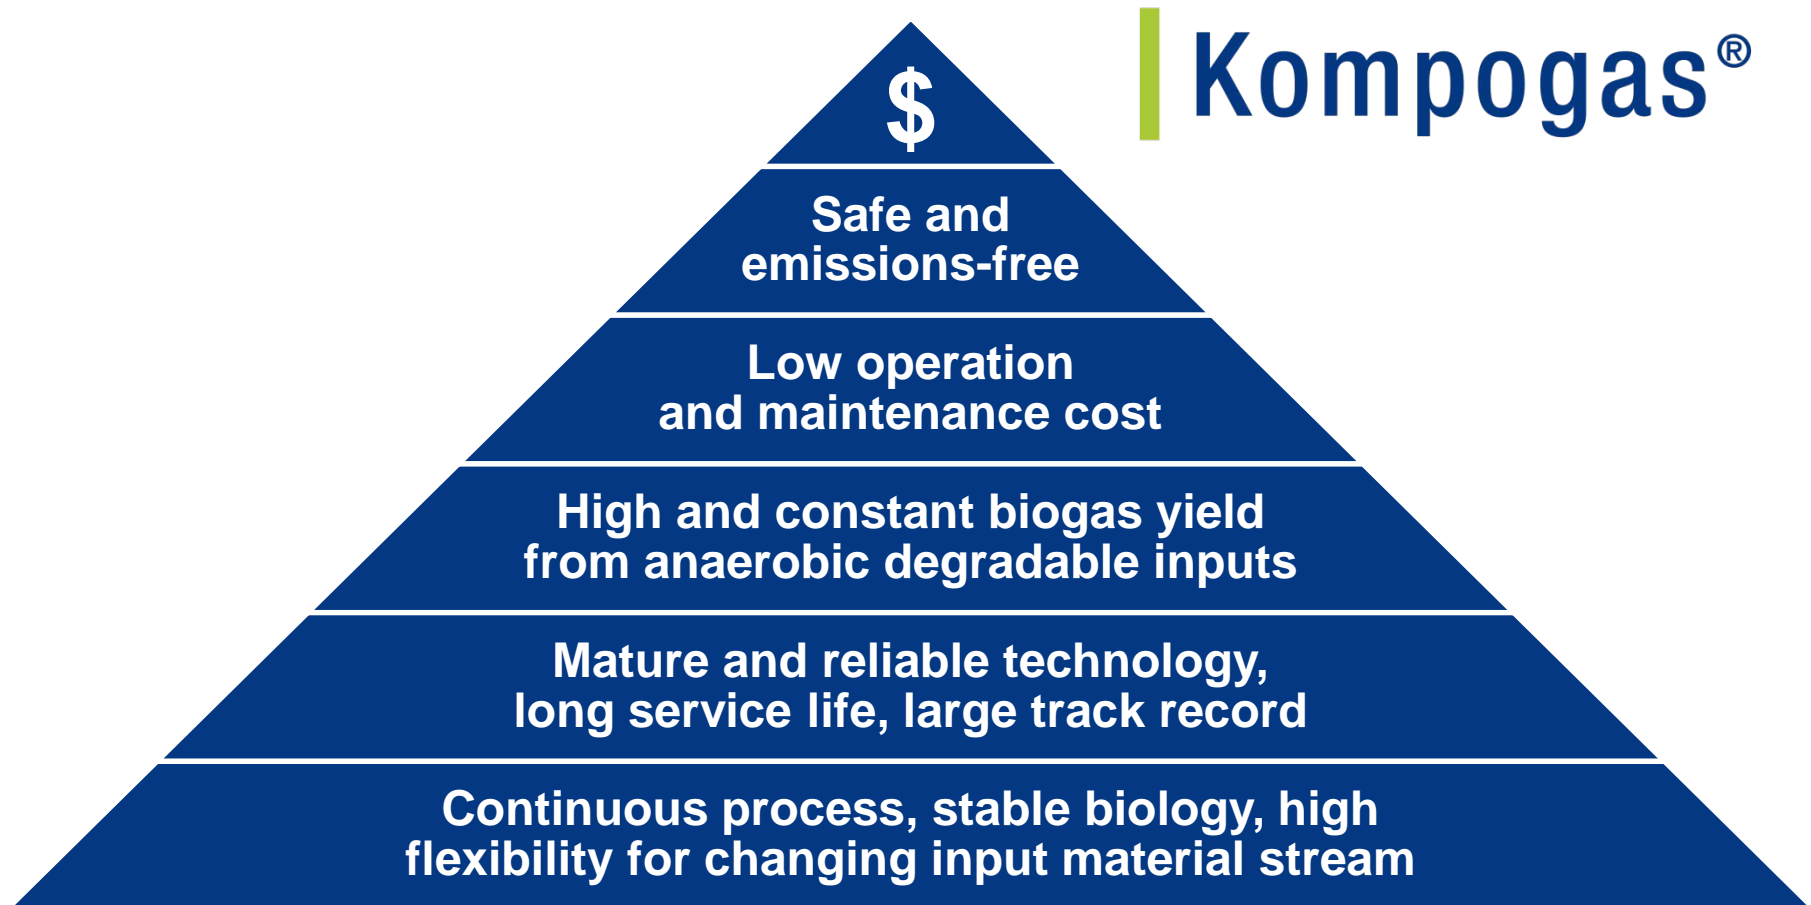 Kompogas®
$
Safe and
emissions-free
Low operation
and maintenance cost
High and constant biogas yield
from anaerobic degradable inputs
Mature and reliable technology,
long service life, large track record
Continuous process, stable biology, high
flexibility for changing input material stream